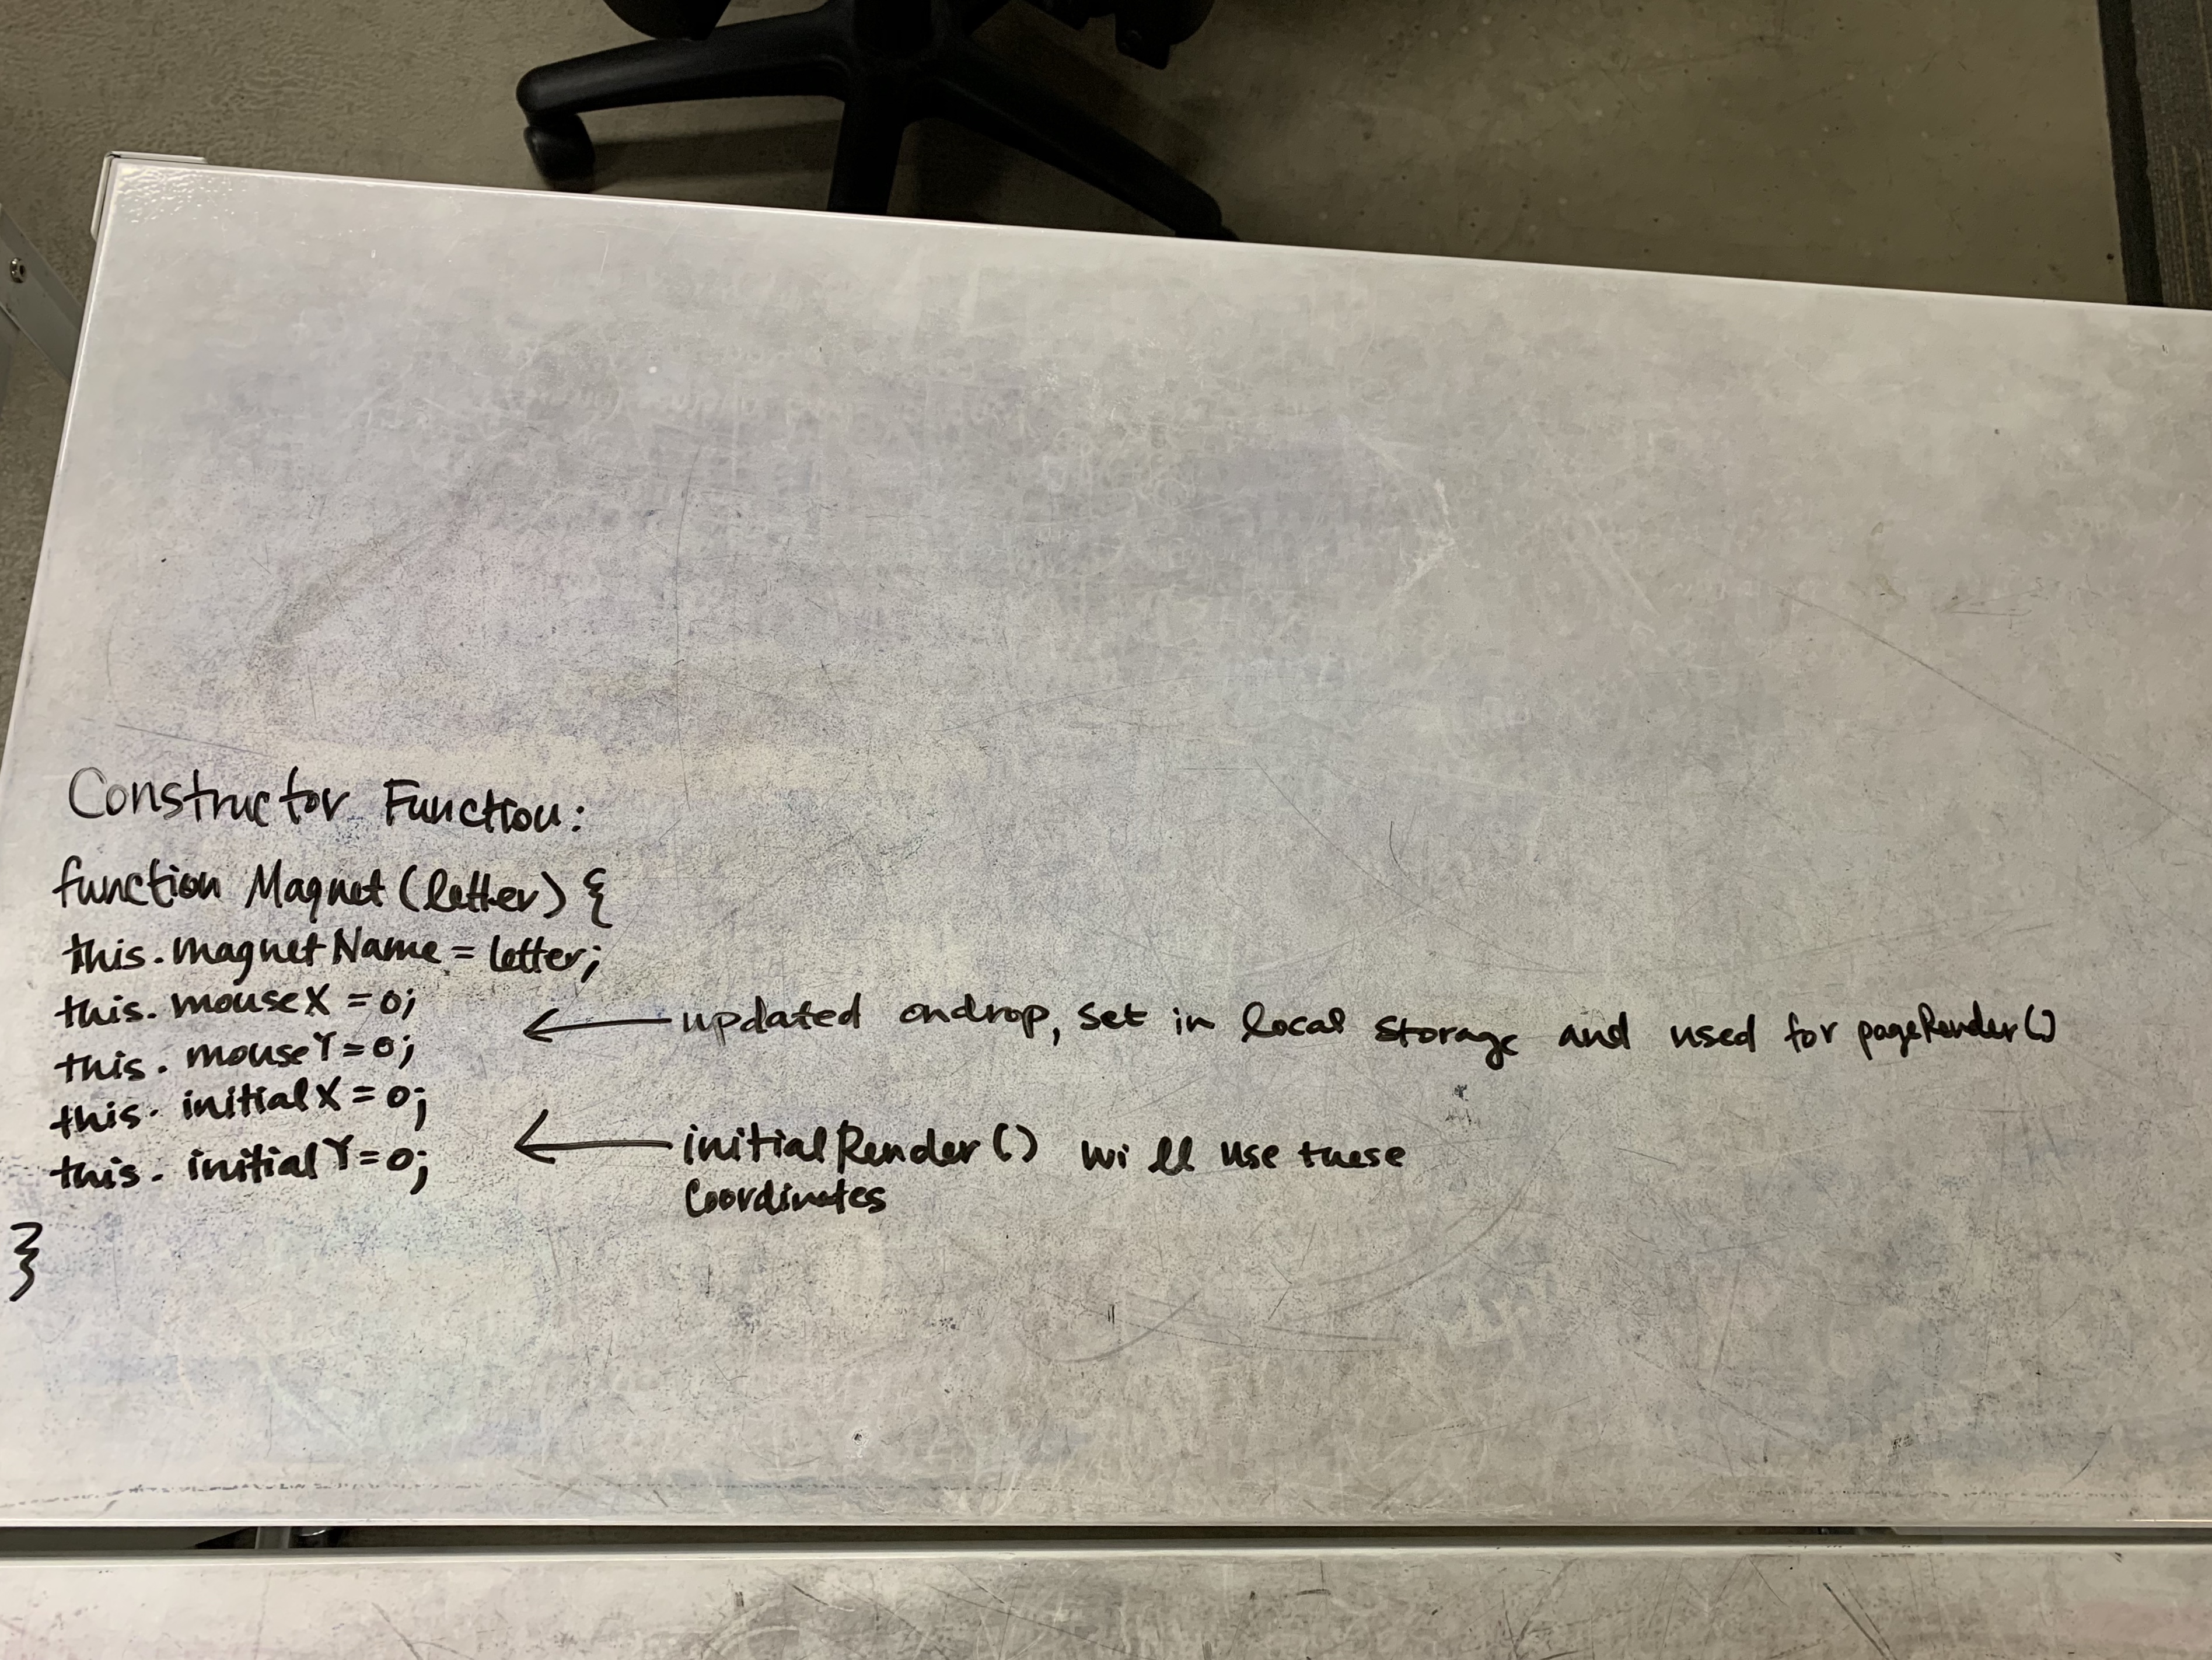 Constructor Function:
function Magnet (letter) {
this.magnetName = letter;
this.mouseX = 0;
this.mouseY = 0;
← updated ondrop, set in local storage and used for pageRender()
this.initialX = 0;
this.initialY = 0;
← initialRender() will use these
coordinates
}